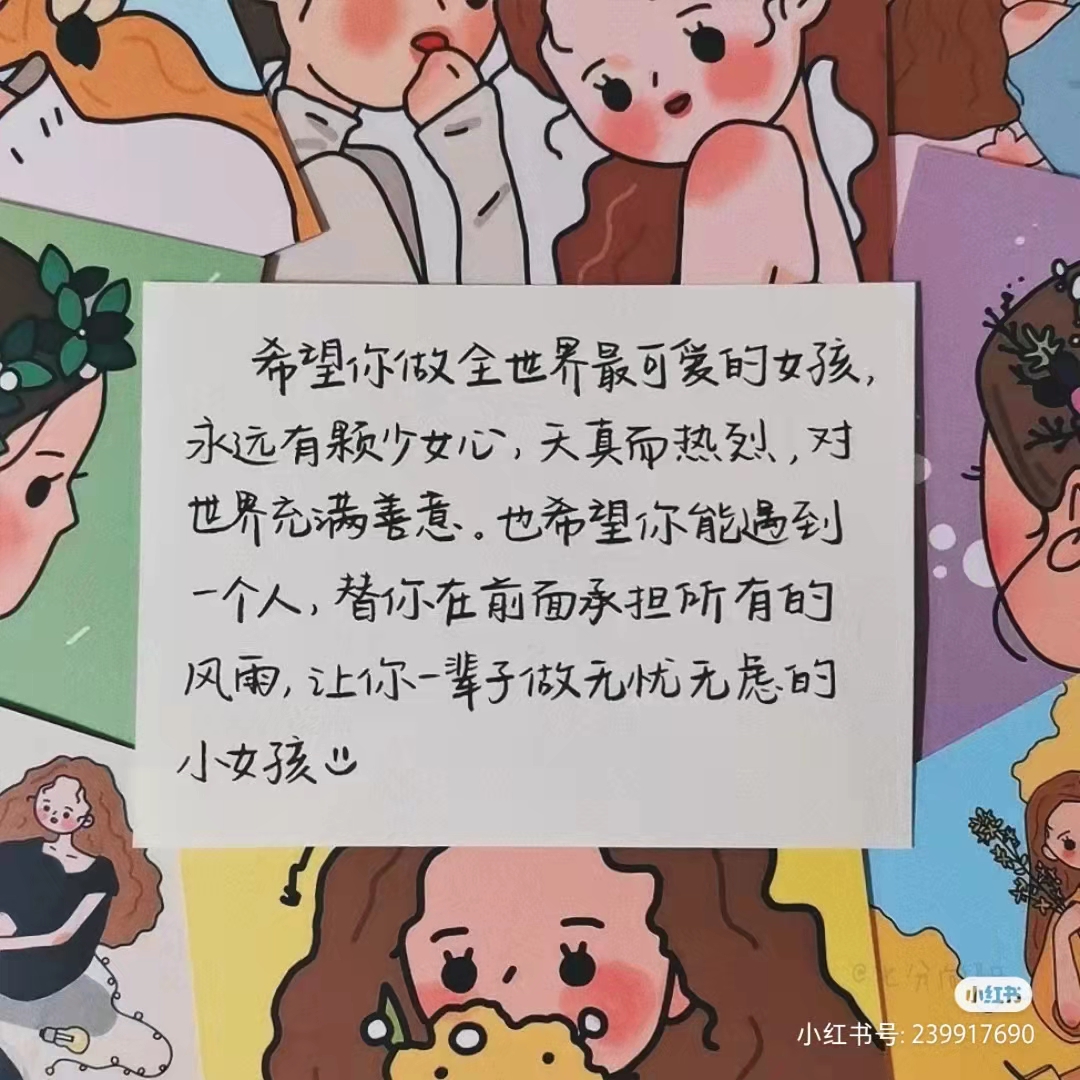 希望你做全世界最可爱的女孩,
永远有颗少女心,天真而热烈,对
世界充满善意。也希望你能遇到
一个人,替你在前面承担所有的
风雨,让你一辈子做无忧无虑的
小女孩
小红书
小红书号: 239917690